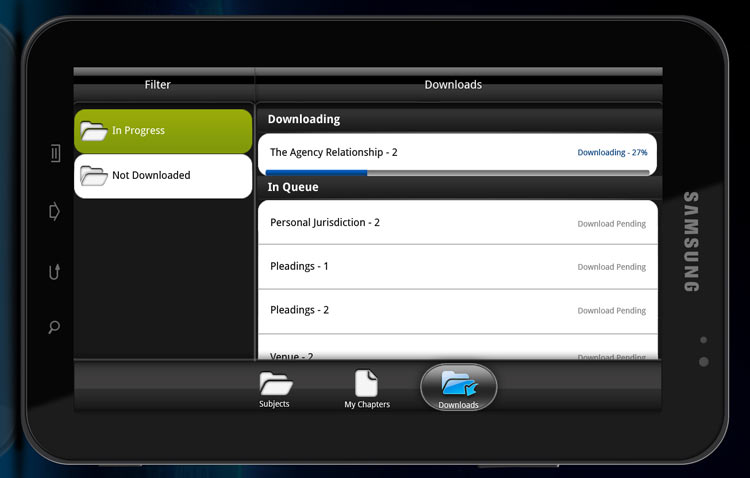 Filter
Downloads
In Progress
Not Downloaded
Downloading
The Agency Relationship - 2
Downloading - 27%
In Queue
Personal Jurisdiction - 2
Download Pending
Pleadings - 1
Download Pending
Pleadings - 2
Download Pending
Venue - 2
Download Pending
Subjects
My Chapters
Downloads
SAMSUNG